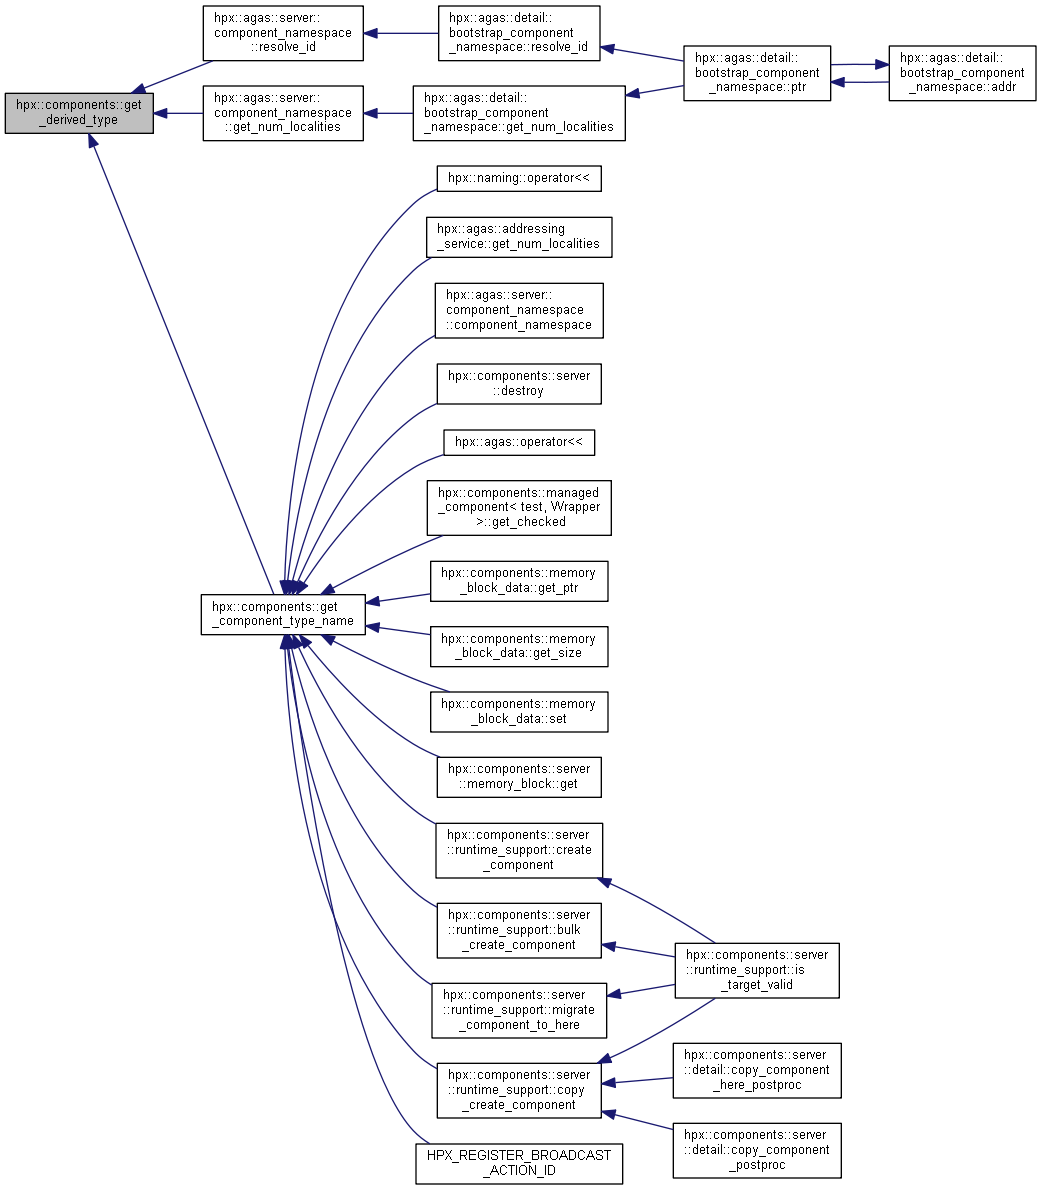 hpx::components::get
_derived_type
hpx::agas::server::
component_namespace
::resolve_id
hpx::agas::detail::
bootstrap_component
_namespace::resolve_id
hpx::agas::detail::
bootstrap_component
_namespace::ptr
hpx::agas::detail::
bootstrap_component
_namespace::addr
hpx::agas::server::
component_namespace
::get_num_localities
hpx::agas::detail::
bootstrap_component
_namespace::get_num_localities
hpx::components::get
_component_type_name
hpx::naming::operator<<
hpx::agas::addressing
_service::get_num_localities
hpx::agas::server::
component_namespace
::component_namespace
hpx::components::server
::destroy
hpx::agas::operator<<
hpx::components::managed
_component< test, Wrapper
>::get_checked
hpx::components::memory
_block_data::get_ptr
hpx::components::memory
_block_data::get_size
hpx::components::memory
_block_data::set
hpx::components::server
::memory_block::get
hpx::components::server
::runtime_support::create
_component
hpx::components::server
::runtime_support::bulk
_create_component
hpx::components::server
::runtime_support::migrate
_component_to_here
hpx::components::server
::runtime_support::copy
_create_component
HPX_REGISTER_BROADCAST
_ACTION_ID
hpx::components::server
::runtime_support::is
_target_valid
hpx::components::server
::detail::copy_component
_here_postproc
hpx::components::server
::detail::copy_component
_postproc